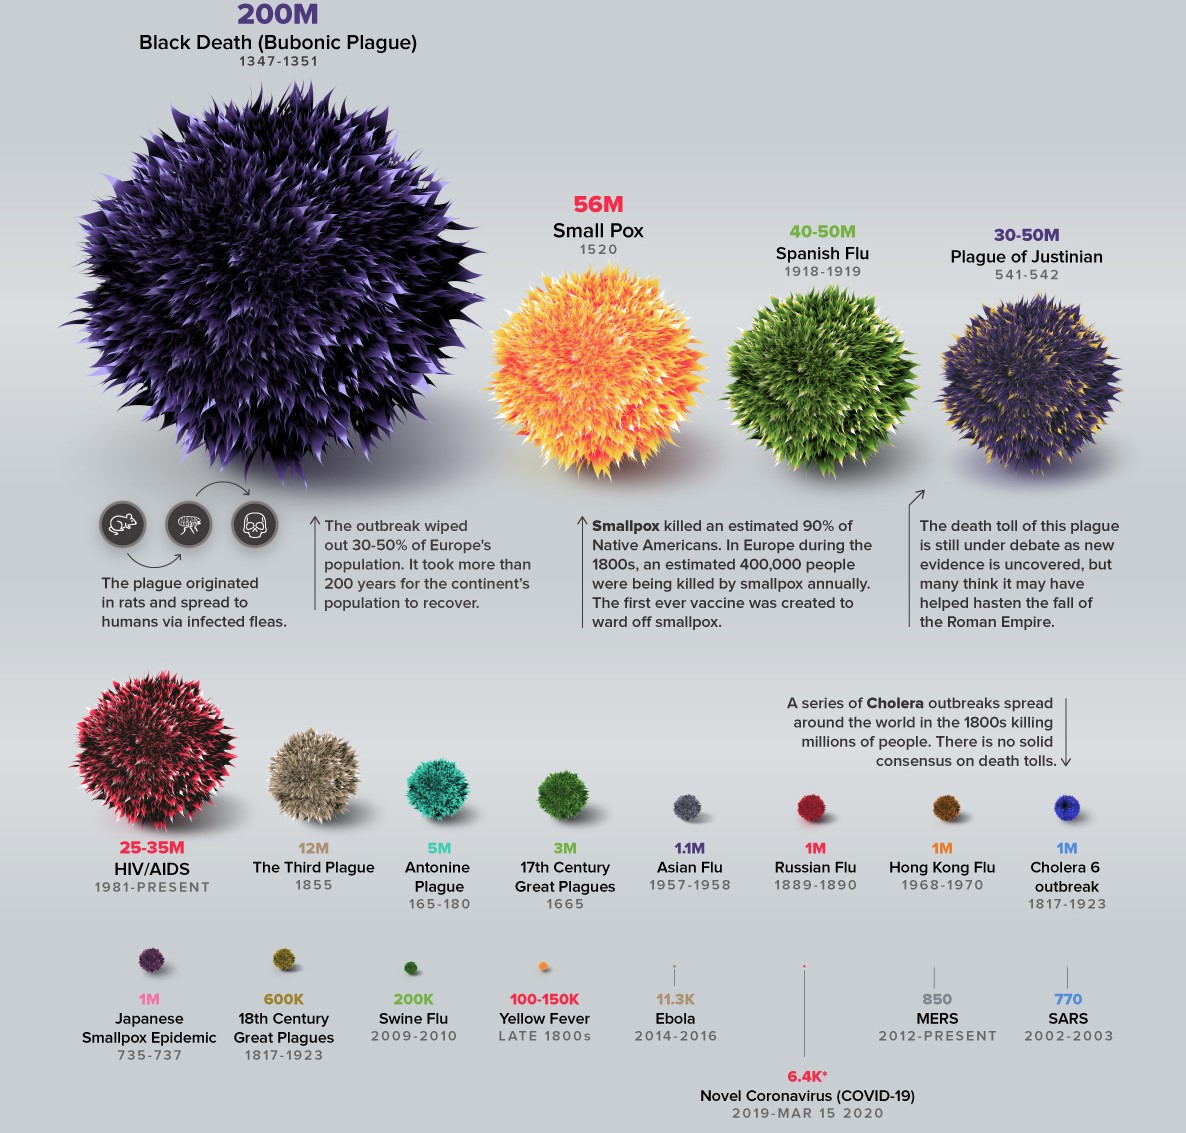 200M
Black Death (Bubonic Plague)
1347-1351
56M
Small Pox
1520
40-50M
Spanish Flu
1918-1919
30-50M
Plague of Justinian
541-542
The plague originated
in rats and spread to
humans via infected fleas.
The outbreak wiped
out 30-50% of Europe's
population. It took more than
200 years for the continent's
population to recover.
Smallpox killed an estimated 90% of
Native Americans. In Europe during the
1800s, an estimated 400,000 people
were being killed by smallpox annually.
The first ever vaccine was created to
ward off smallpox.
The death toll of this plague
is still under debate as new
evidence is uncovered, but
many think it may have
helped hasten the fall of
the Roman Empire.
A series of Cholera outbreaks spread
around the world in the 1800s killing
millions of people. There is no solid
consensus on death tolls.
25-35M
HIV/AIDS
1981-PRESENT
12M
The Third Plague
1855
5M
Antonine
Plague
165-180
3M
17th Century
Great Plagues
1665
1.1M
Asian Flu
1957-1958
1M
Russian Flu
1889-1890
1M
Hong Kong Flu
1968-1970
1M
Cholera 6
outbreak
1817-1923
1M
Japanese
Smallpox Epidemic
735-737
600K
18th Century
Great Plagues
1817-1923
200K
Swine Flu
2009-2010
100-150K
Yellow Fever
LATE 1800s
11.3K
Ebola
2014-2016
6.4K*
Novel Coronavirus (COVID-19)
2019-MAR 15 2020
850
MERS
2012-PRESENT
770
SARS
2002-2003